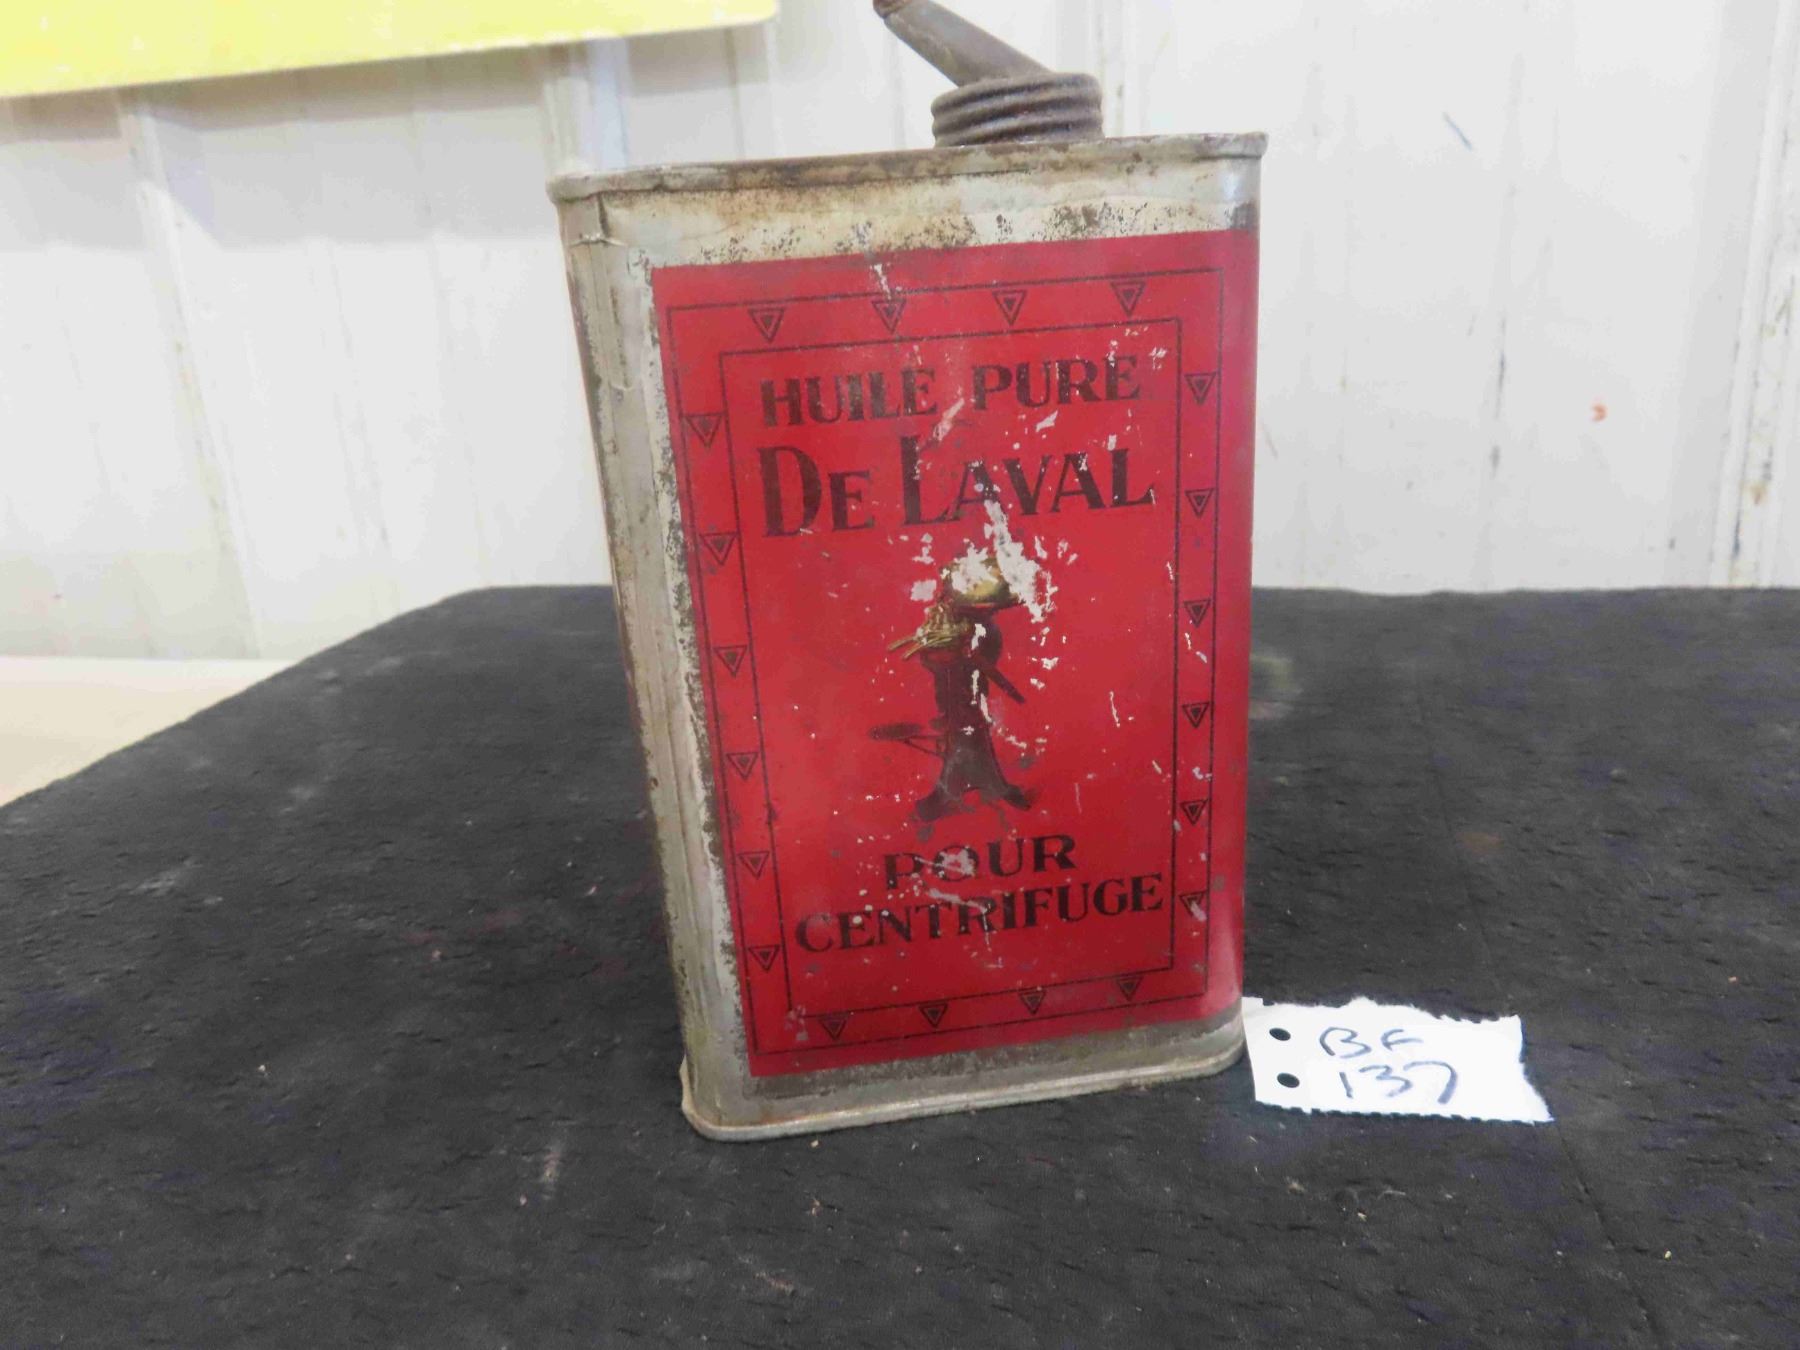 HUILE PURE
DE LAVAL
POUR
CENTRIFUGE
BF
137